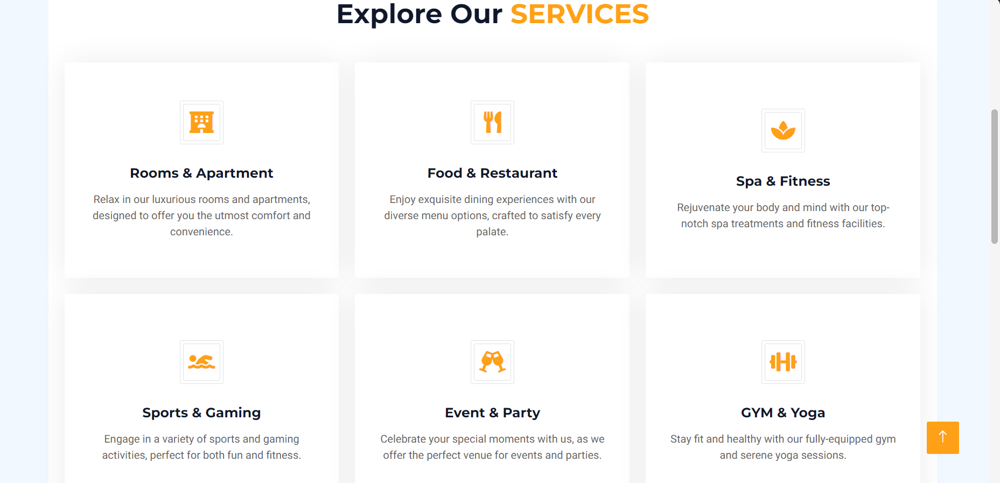 Explore Our SERVICES
Rooms & Apartment
Relax in our luxurious rooms and apartments,
designed to offer you the utmost comfort and
convenience.
Food & Restaurant
Enjoy exquisite dining experiences with our
diverse menu options, crafted to satisfy every
palate.
Spa & Fitness
Rejuvenate your body and mind with our top-
notch spa treatments and fitness facilities.
Sports & Gaming
Engage in a variety of sports and gaming
activities, perfect for both fun and fitness.
Event & Party
Celebrate your special moments with us, as we
offer the perfect venue for events and parties.
GYM & Yoga
Stay fit and healthy with our fully-equipped gym
and serene yoga sessions.